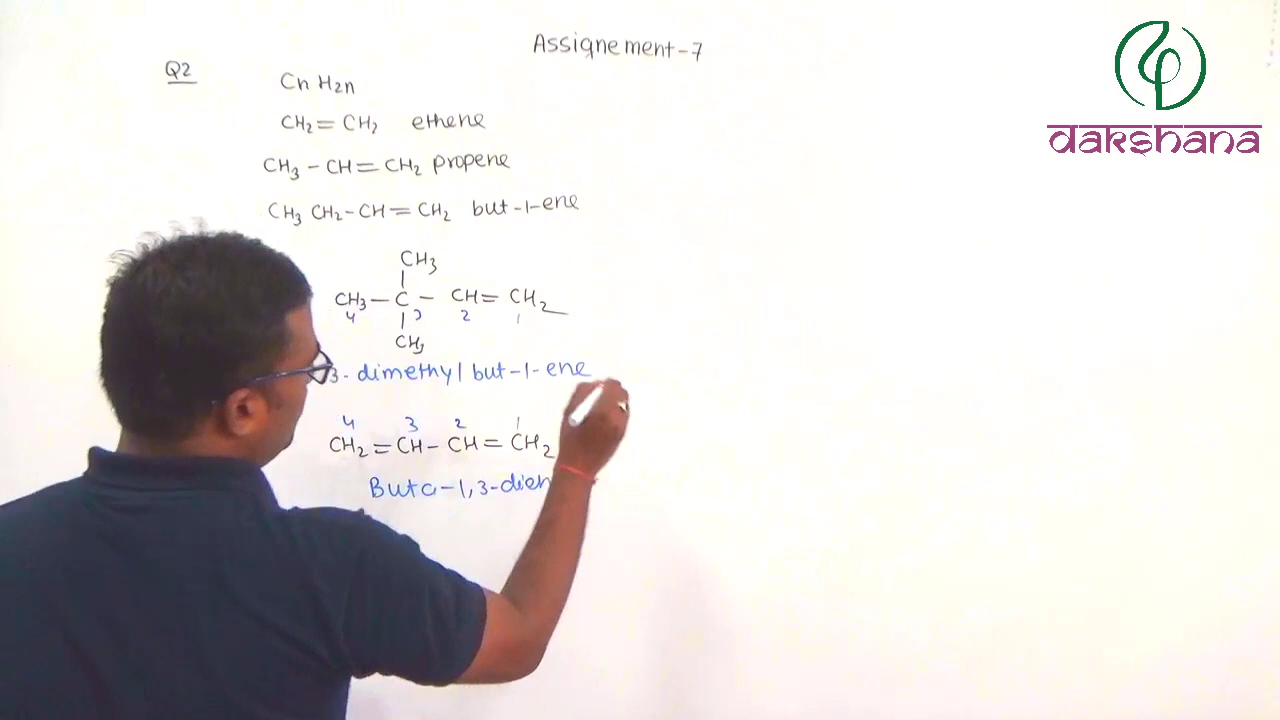 Assignement-7
dakshana
Q2
CnH2n
CH2=CH2 ethene
CH3-CH=CH2 propene
CH3 CH2-CH=CH2 but-1-ene
CH3
CH3-C-CH=CH2
4 3 2 1
CH3
3-dimethyl but-1-ene
4 3 2 1
CH2=CH-CH=CH2
Buta-1,3-dien